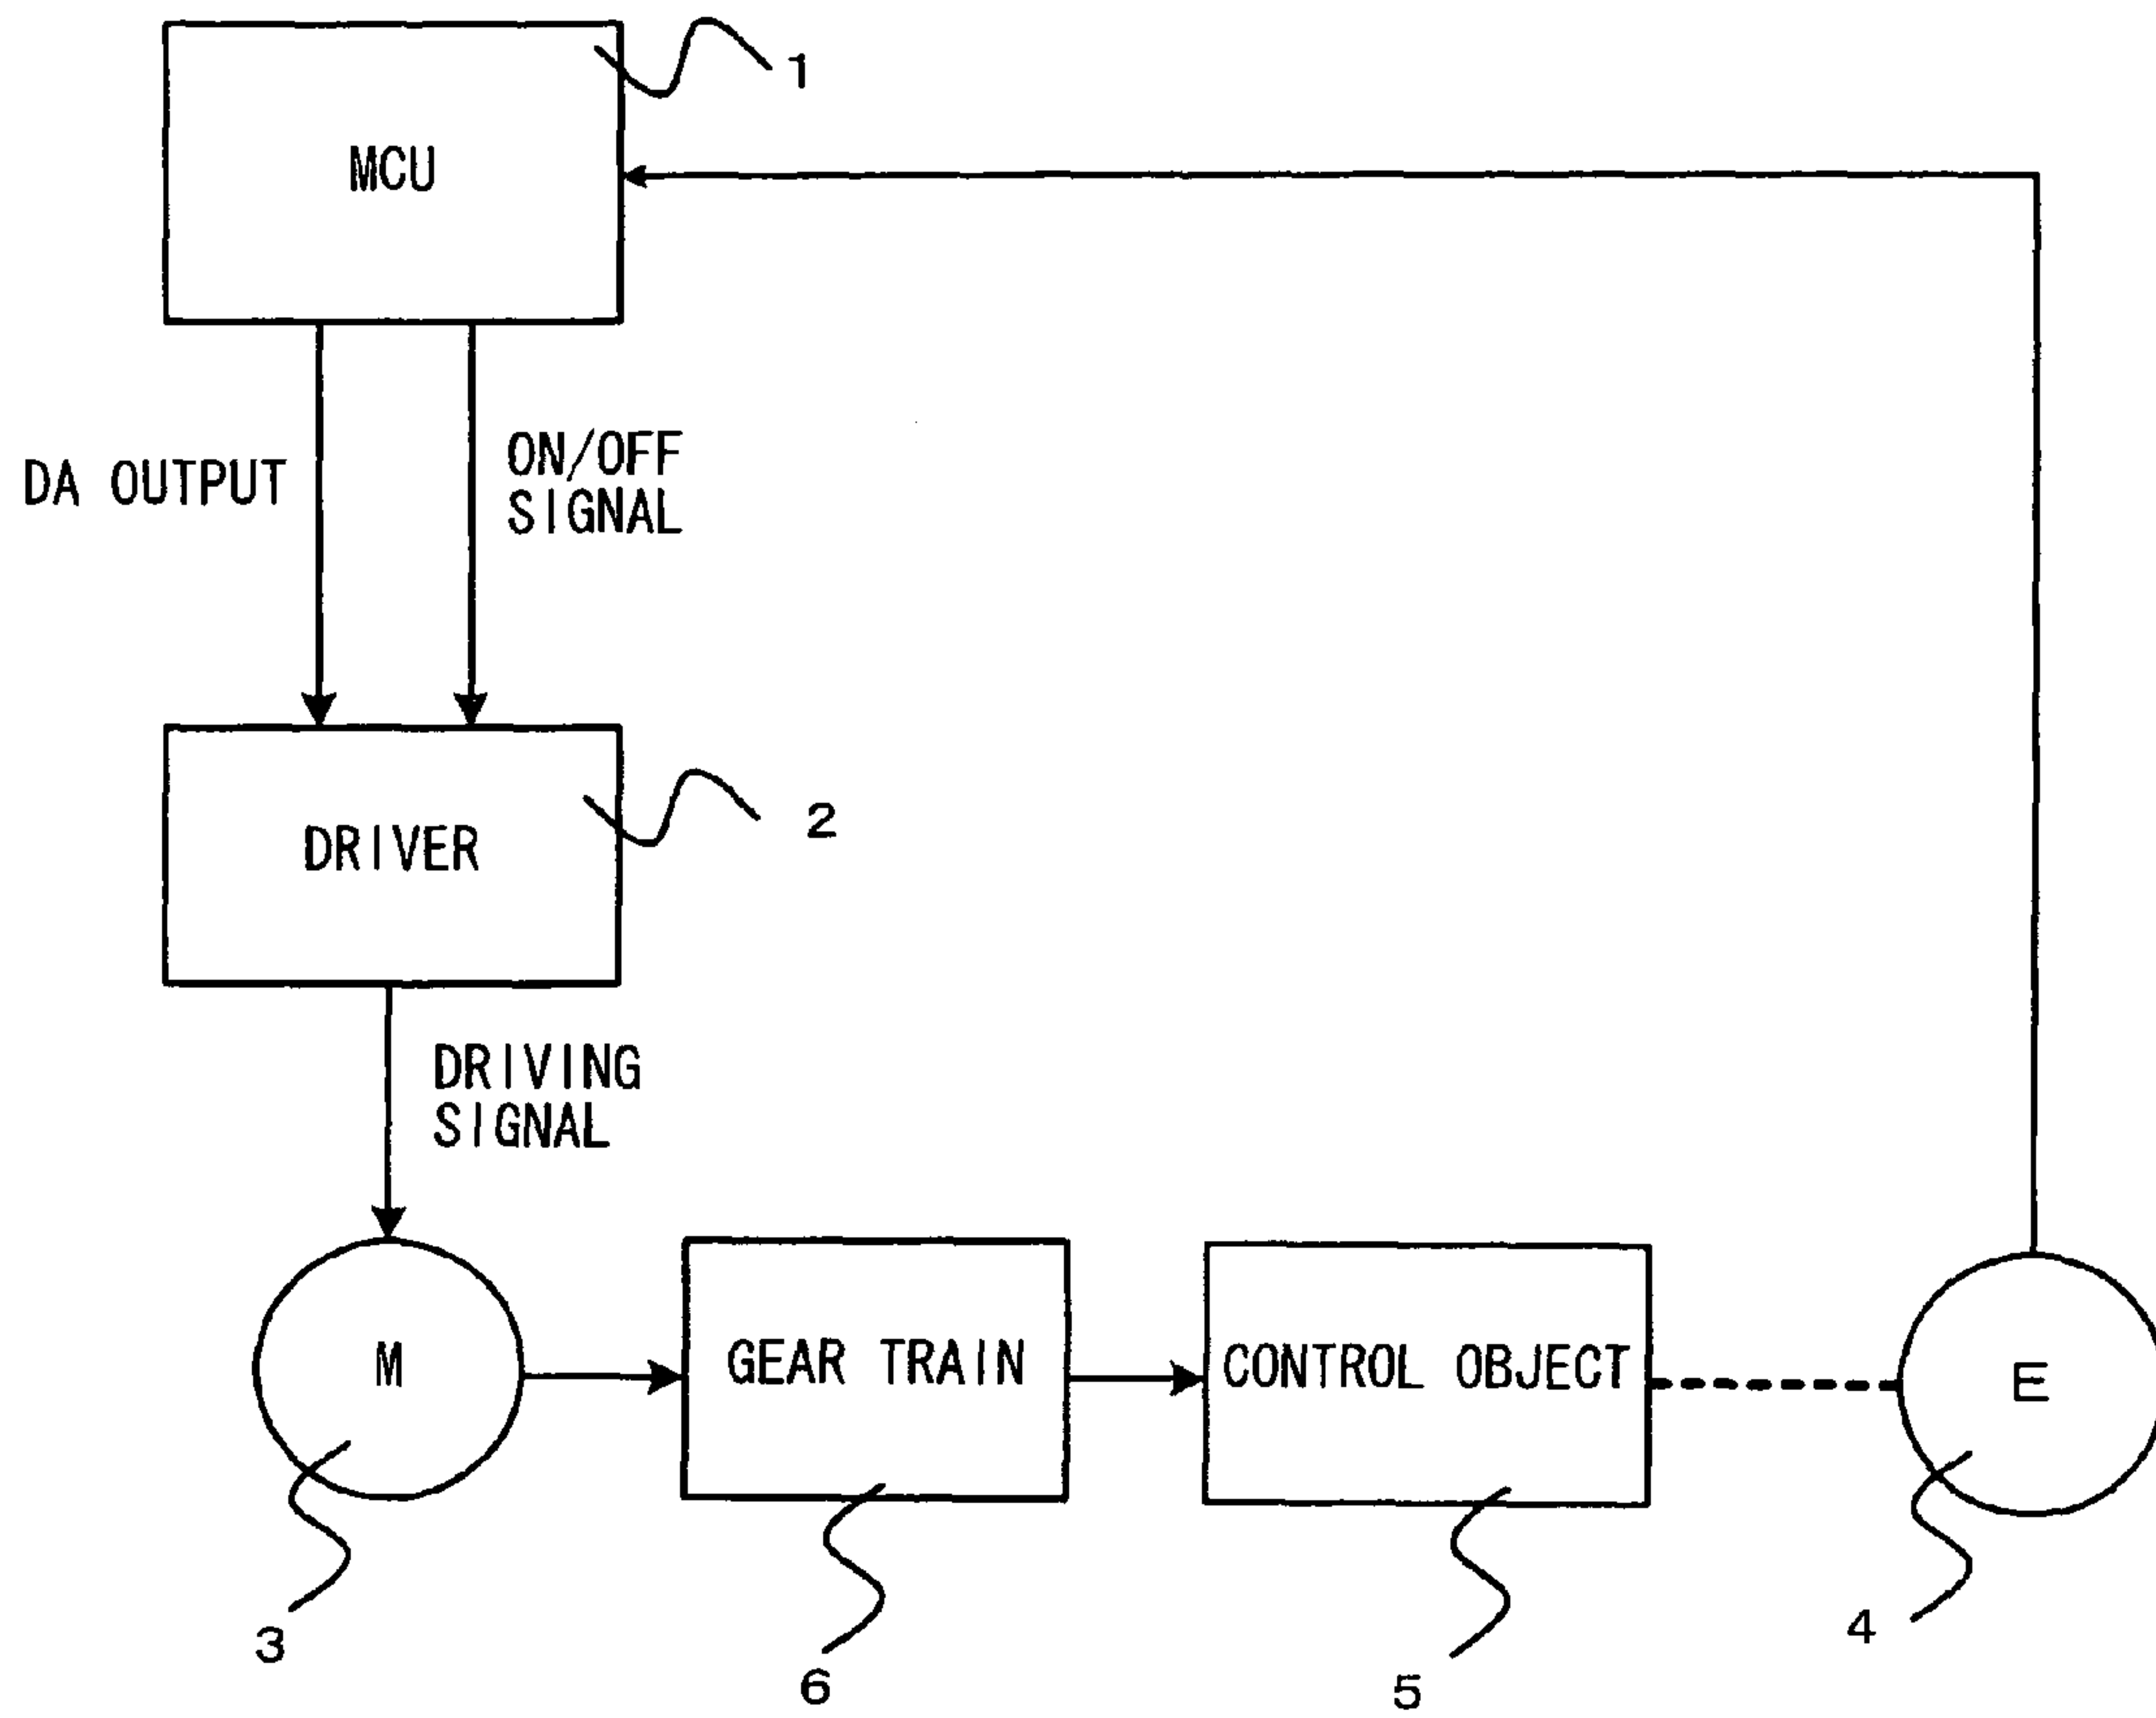 1
MCU
DA OUTPUT
ON/OFF
SIGNAL
2
DRIVER
DRIVING
SIGNAL
M
GEAR TRAIN
CONTROL OBJECT
E
3
6
5
4